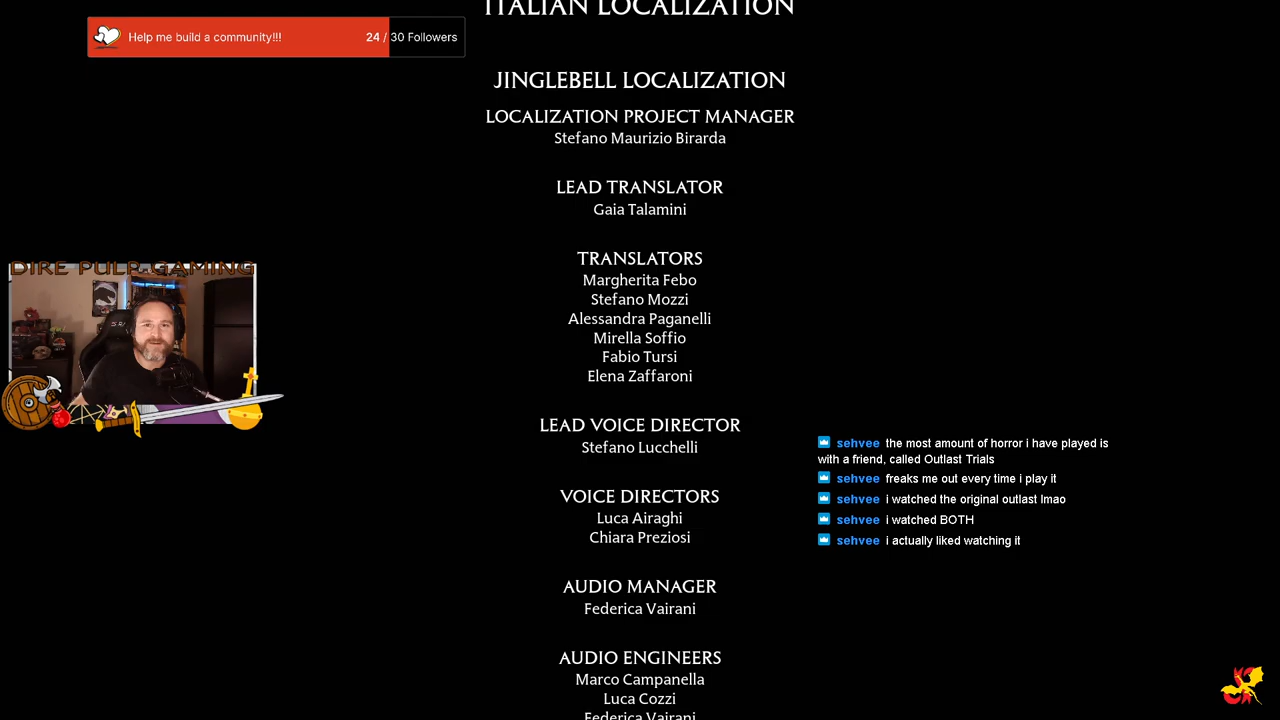 ITALIAN LOCALIZATION
Help me build a community!!!
24 / 30 Followers
JINGLEBELL LOCALIZATION
LOCALIZATION PROJECT MANAGER
Stefano Maurizio Birarda
LEAD TRANSLATOR
Gaia Talamini
TRANSLATORS
Margherita Febo
Stefano Mozzi
Alessandra Paganelli
Mirella Soffio
Fabio Tursi
Elena Zaffaroni
DIRE PULP GAMING
LEAD VOICE DIRECTOR
Stefano Lucchelli
VOICE DIRECTORS
Luca Airaghi
Chiara Preziosi
AUDIO MANAGER
Federica Vairani
AUDIO ENGINEERS
Marco Campanella
Luca Cozzi
Federica Vairani
sehvee the most amount of horror i have played is
with a friend, called Outlast Trials
sehvee freaks me out every time i play it
sehvee i watched the original outlast lmao
sehvee i watched BOTH
sehvee i actually liked watching it